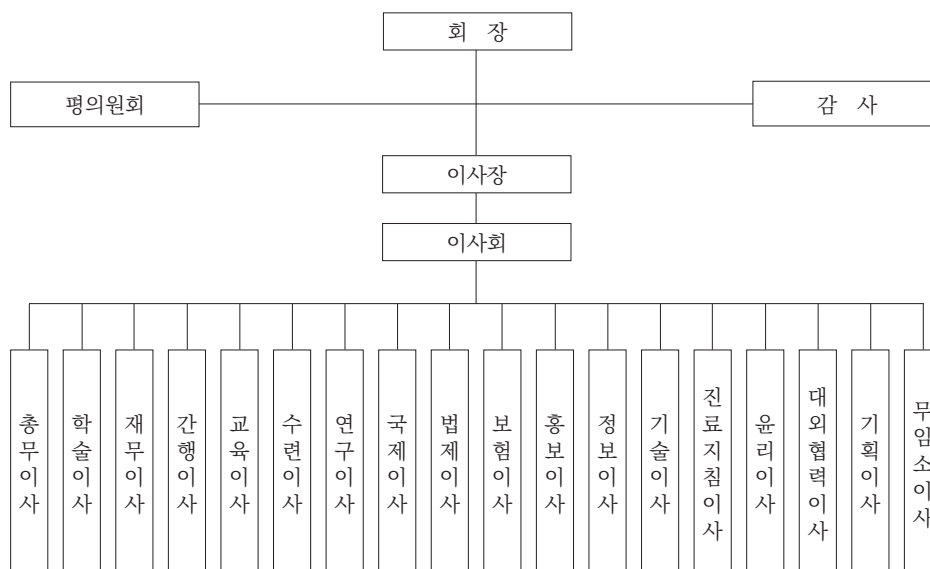 회 장
평의원회
감 사
이사장
이사회
총무이사
학술이사
재무이사
간행이사
교육이사
수련이사
연구이사
국제이사
법제이사
보험이사
홍보이사
정보이사
기술이사
진료지침이사
윤리이사
대외협력이사
기획이사
무임소이사